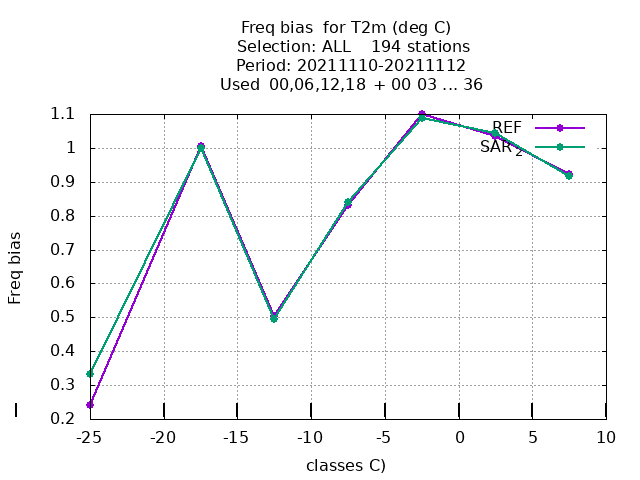 Freq bias for T2m (deg C)
Selection: ALL 194 stations
Period: 20211110-20211112
Used 00,06,12,18 + 00 03 ... 36
1.1
1
0.9
0.8
0.7
0.6
0.5
0.4
0.3
0.2
Freq bias
REF
SAR2
-25 -20 -15 -10 -5 0 5 10
classes C)